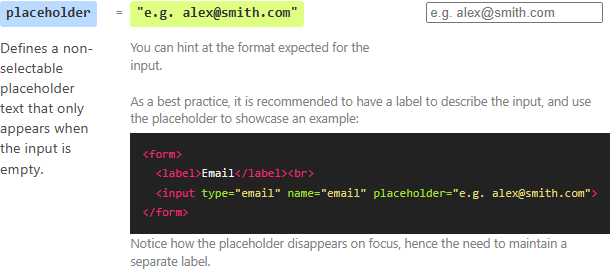 placeholder = "e.g. alex@smith.com" e.g. alex@smith.com
Defines a non-
selectable
placeholder
text that only
appears when
the input is
empty.
You can hint at the format expected for the
input.
As a best practice, it is recommended to have a label to describe the input, and use
the placeholder to showcase an example:
<form>
  <label>Email</label><br>
  <input type="email" name="email" placeholder="e.g. alex@smith.com">
</form>
Notice how the placeholder disappears on focus, hence the need to maintain a
separate label.